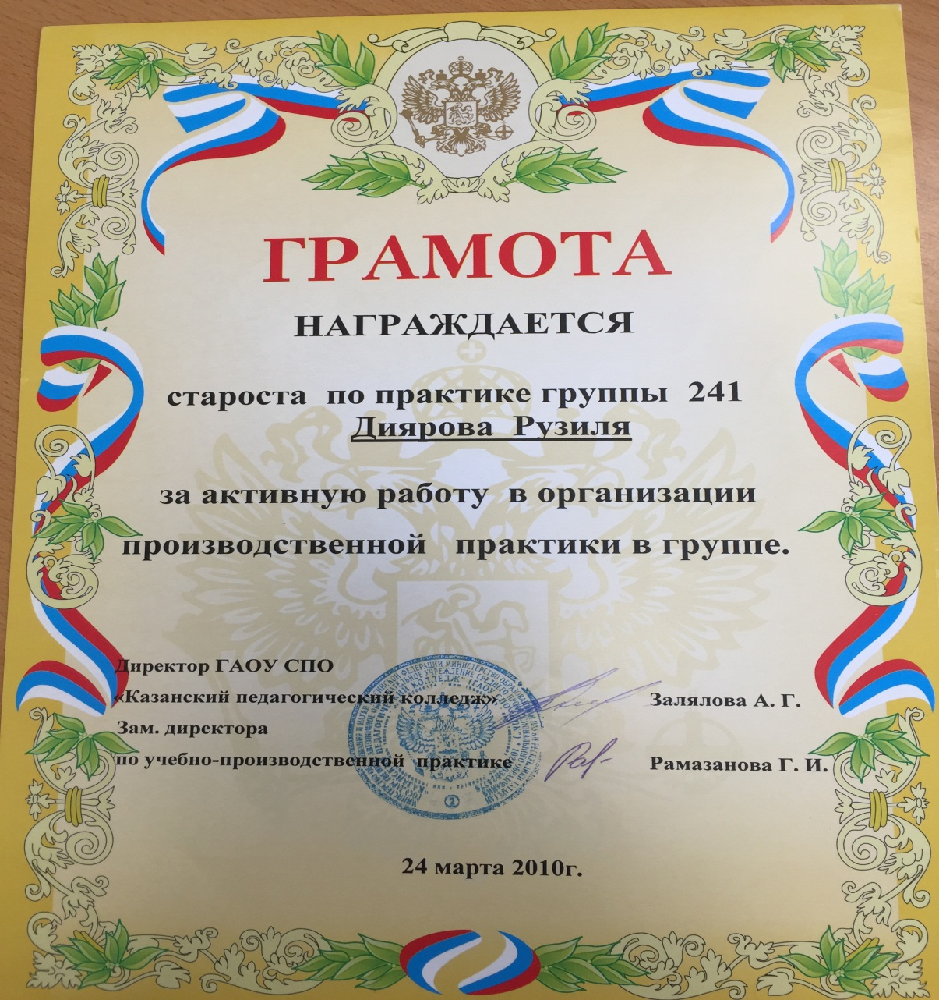 ГРАМОТА
НАГРАЖДАЕТСЯ
староста по практике группы 241
Диярова Рузиля
за активную работу в организации
производственной практики в группе.
Директор ГАОУ СПО
«Казанский педагогический колледж»
Залялова А. Г.
Зам. директора
по учебно-производственной практике
Рамазанова Г. И.
24 марта 2010г.